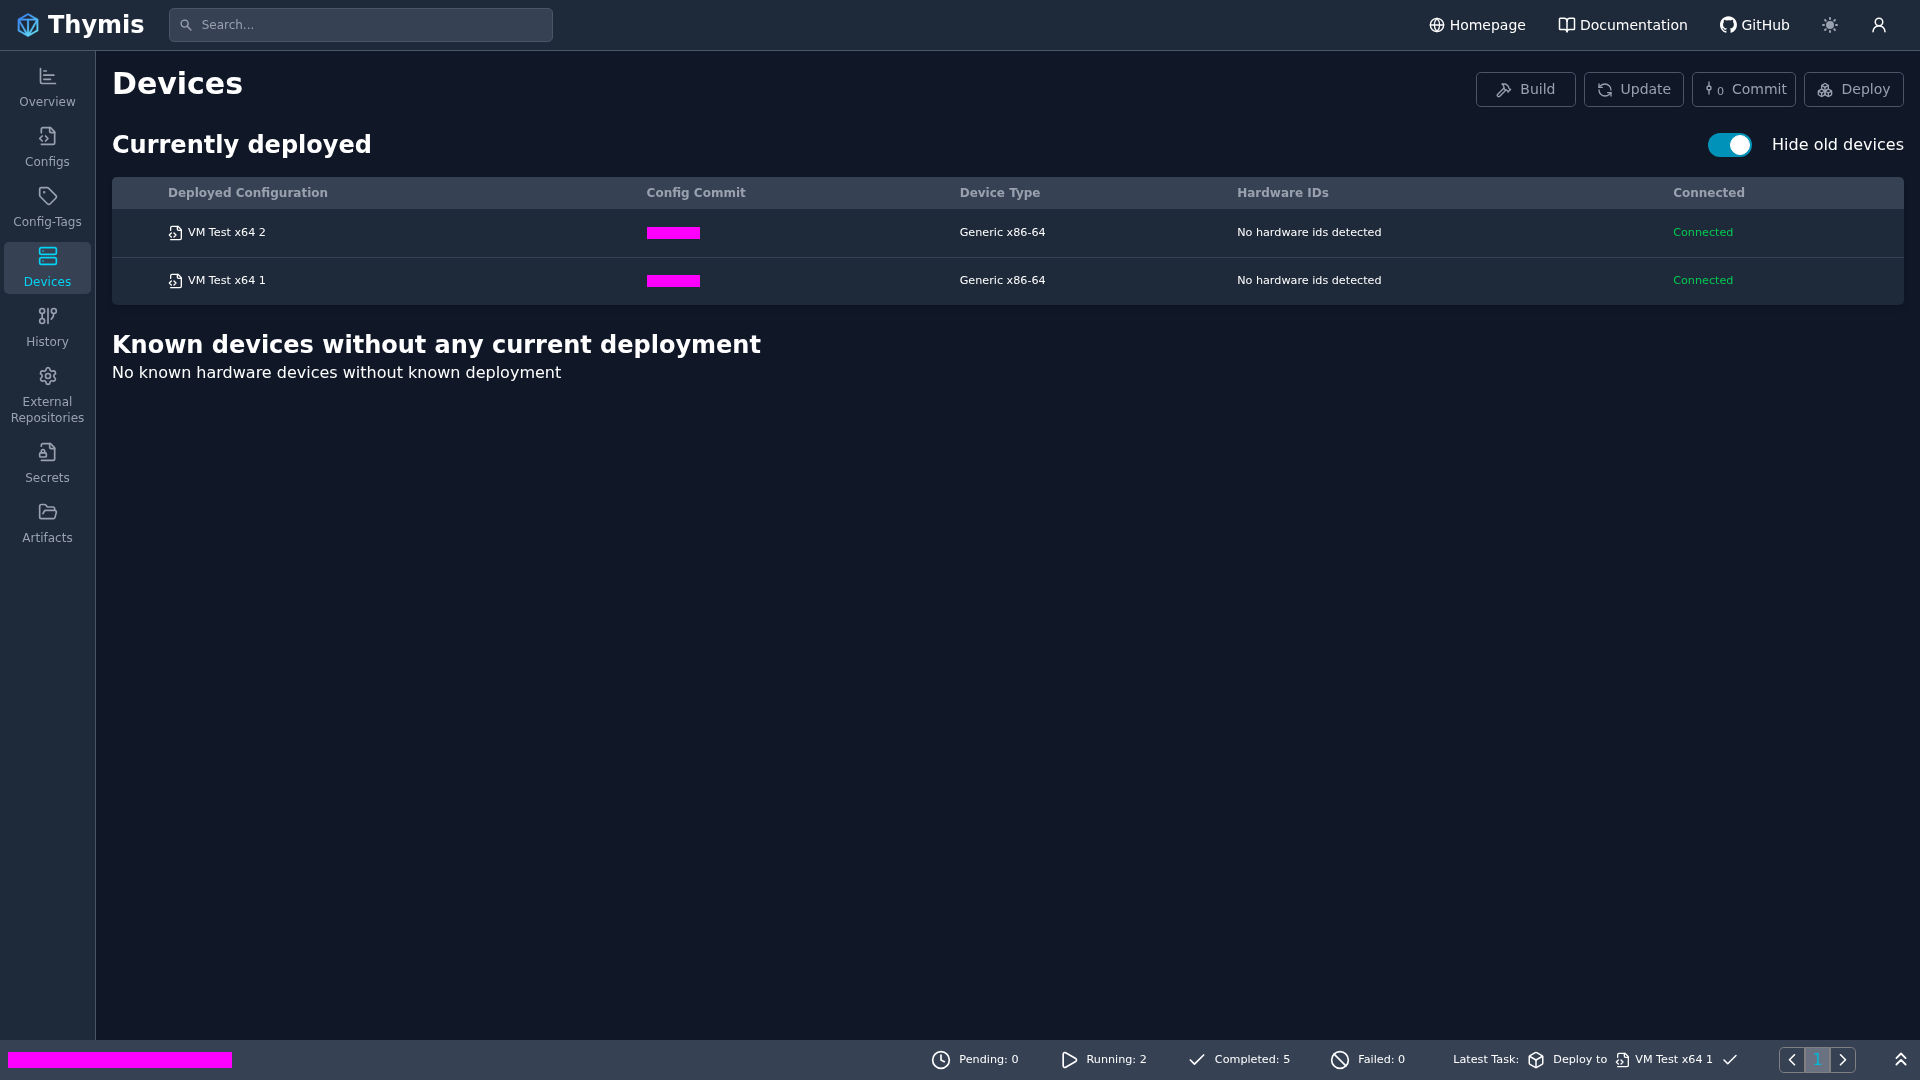 Thymis
Search...
Homepage
Documentation
GitHub
Overview
Configs
Config-Tags
Devices
History
External
Repositories
Secrets
Artifacts
Devices
Build
Update
0 Commit
Deploy
Currently deployed
Hide old devices
Deployed Configuration Config Commit Device Type Hardware IDs Connected
VM Test x64 2 Generic x86-64 No hardware ids detected Connected
VM Test x64 1 Generic x86-64 No hardware ids detected Connected
Known devices without any current deployment
No known hardware devices without known deployment
Pending: 0
Running: 2
Completed: 5
Failed: 0
Latest Task: Deploy to VM Test x64 1
1